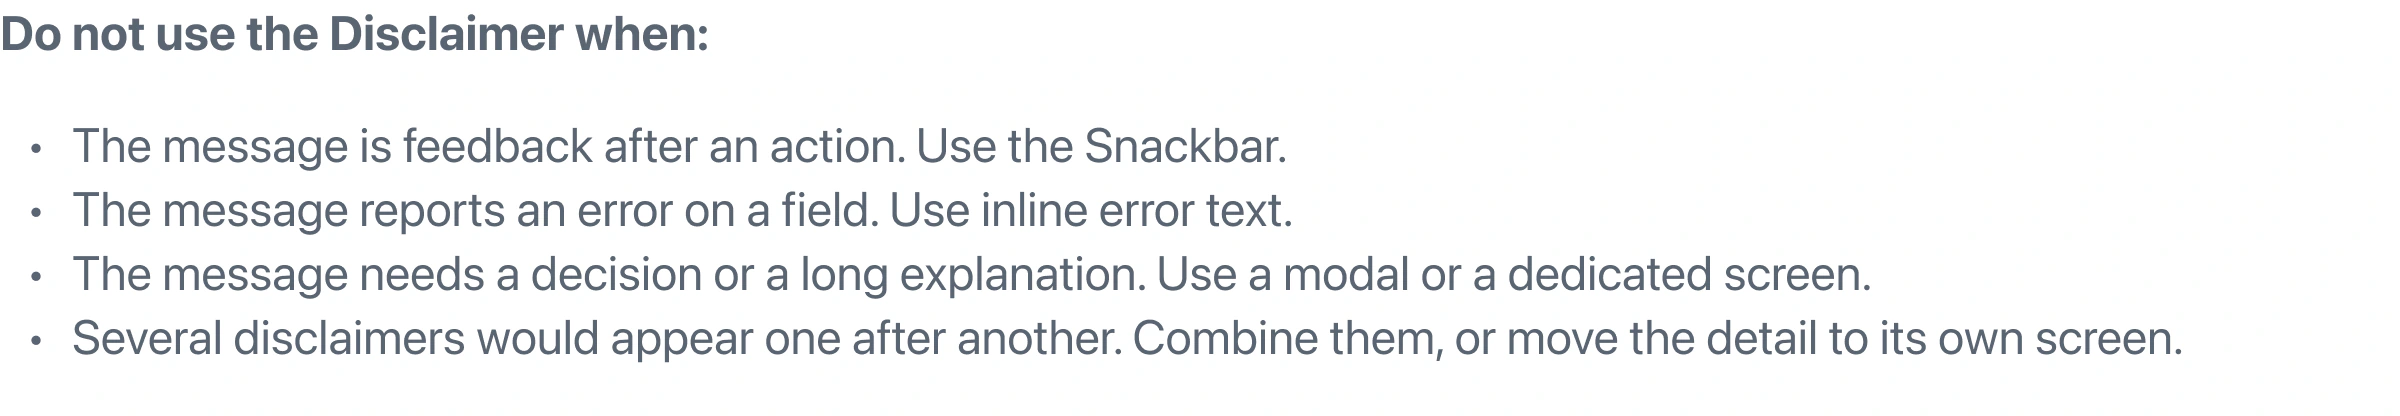 Do not use the Disclaimer when:
• The message is feedback after an action. Use the Snackbar.
• The message reports an error on a field. Use inline error text.
• The message needs a decision or a long explanation. Use a modal or a dedicated screen.
• Several disclaimers would appear one after another. Combine them, or move the detail to its own screen.